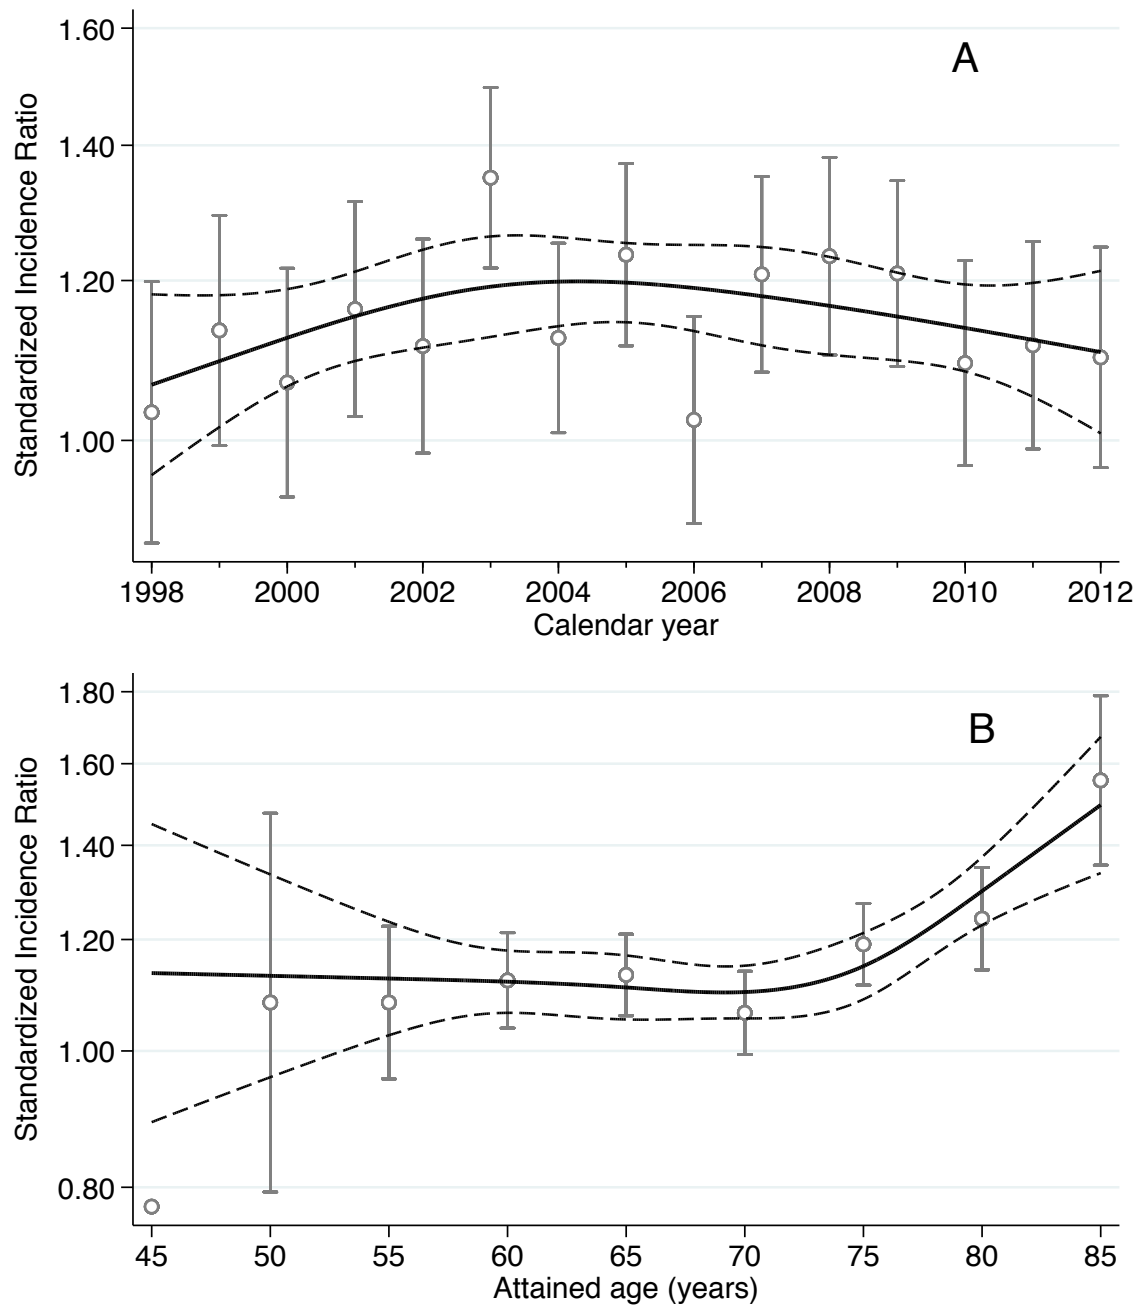 A
Standardized Incidence Ratio
1.60
1.40
1.20
1.00
1998 2000 2002 2004 2006 2008 2010 2012
Calendar year
B
Standardized Incidence Ratio
1.80
1.60
1.40
1.20
1.00
0.80
45 50 55 60 65 70 75 80 85
Attained age (years)